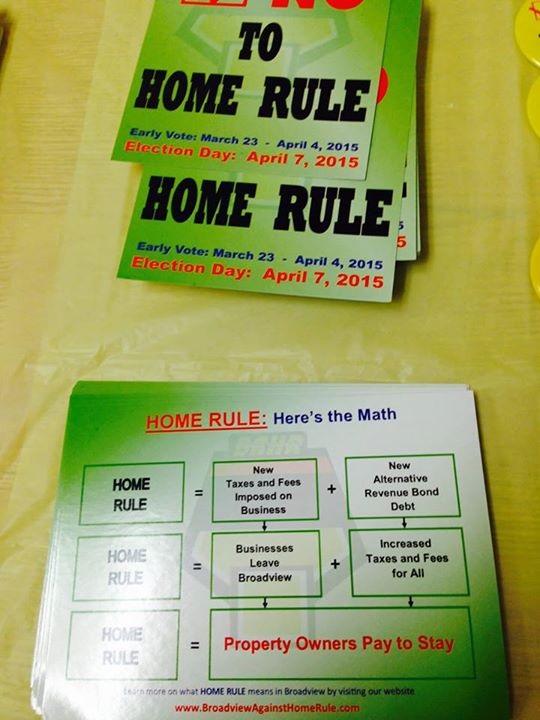 NO
TO
HOME RULE
Early Vote: March 23 - April 4, 2015
Election Day: April 7, 2015
HOME RULE
Early Vote: March 23 - April 4, 2015
Election Day: April 7, 2015
5
5
HOME RULE: Here's the Math
HOME
RULE
=
New
Taxes and Fees
Imposed on
Business
+
New
Alternative
Revenue Bond
Debt
HOME
RULE
=
Businesses
Leave
Broadview
+
Increased
Taxes and Fees
for All
HOME
RULE
=
Property Owners Pay to Stay
Learn more on what HOME RULE means in Broadview by visiting our website
www.BroadviewAgainstHomeRule.com